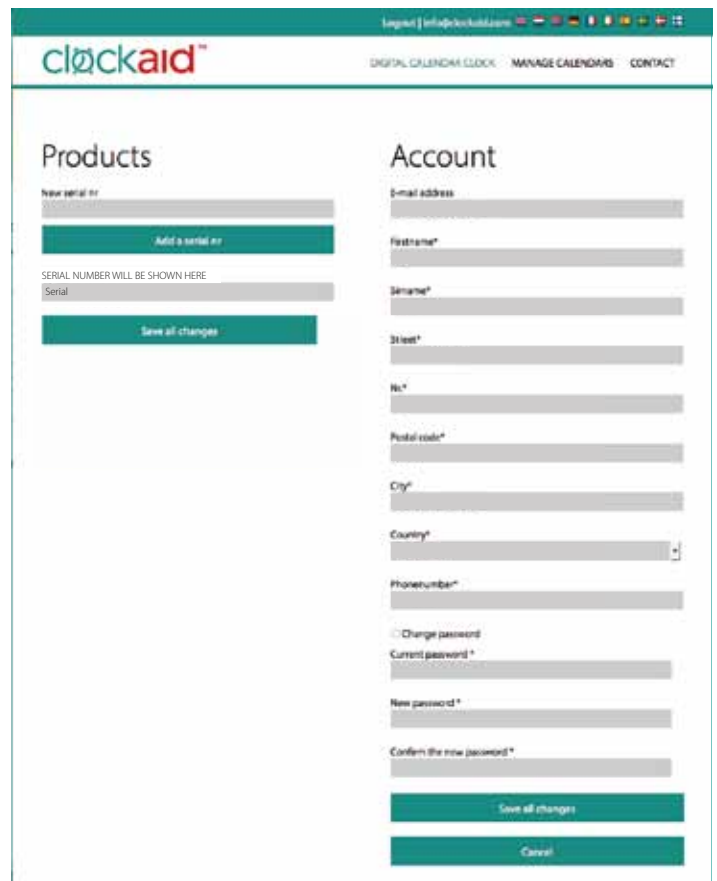 Logout | info@clockaid.com
cløckaid™
DIGITAL CALENDAR CLOCK MANAGE CALENDARS CONTACT
Products
New serial nr
Add a serial nr
SERIAL NUMBER WILL BE SHOWN HERE
Serial
Save all changes
Account
E-mail address
Firstname*
Sirname*
Street*
Nr.*
Postal code*
City*
Country*
Phonenumber*
Change password
Current password *
New password *
Confirm the now password *
Save all changes
Cancel